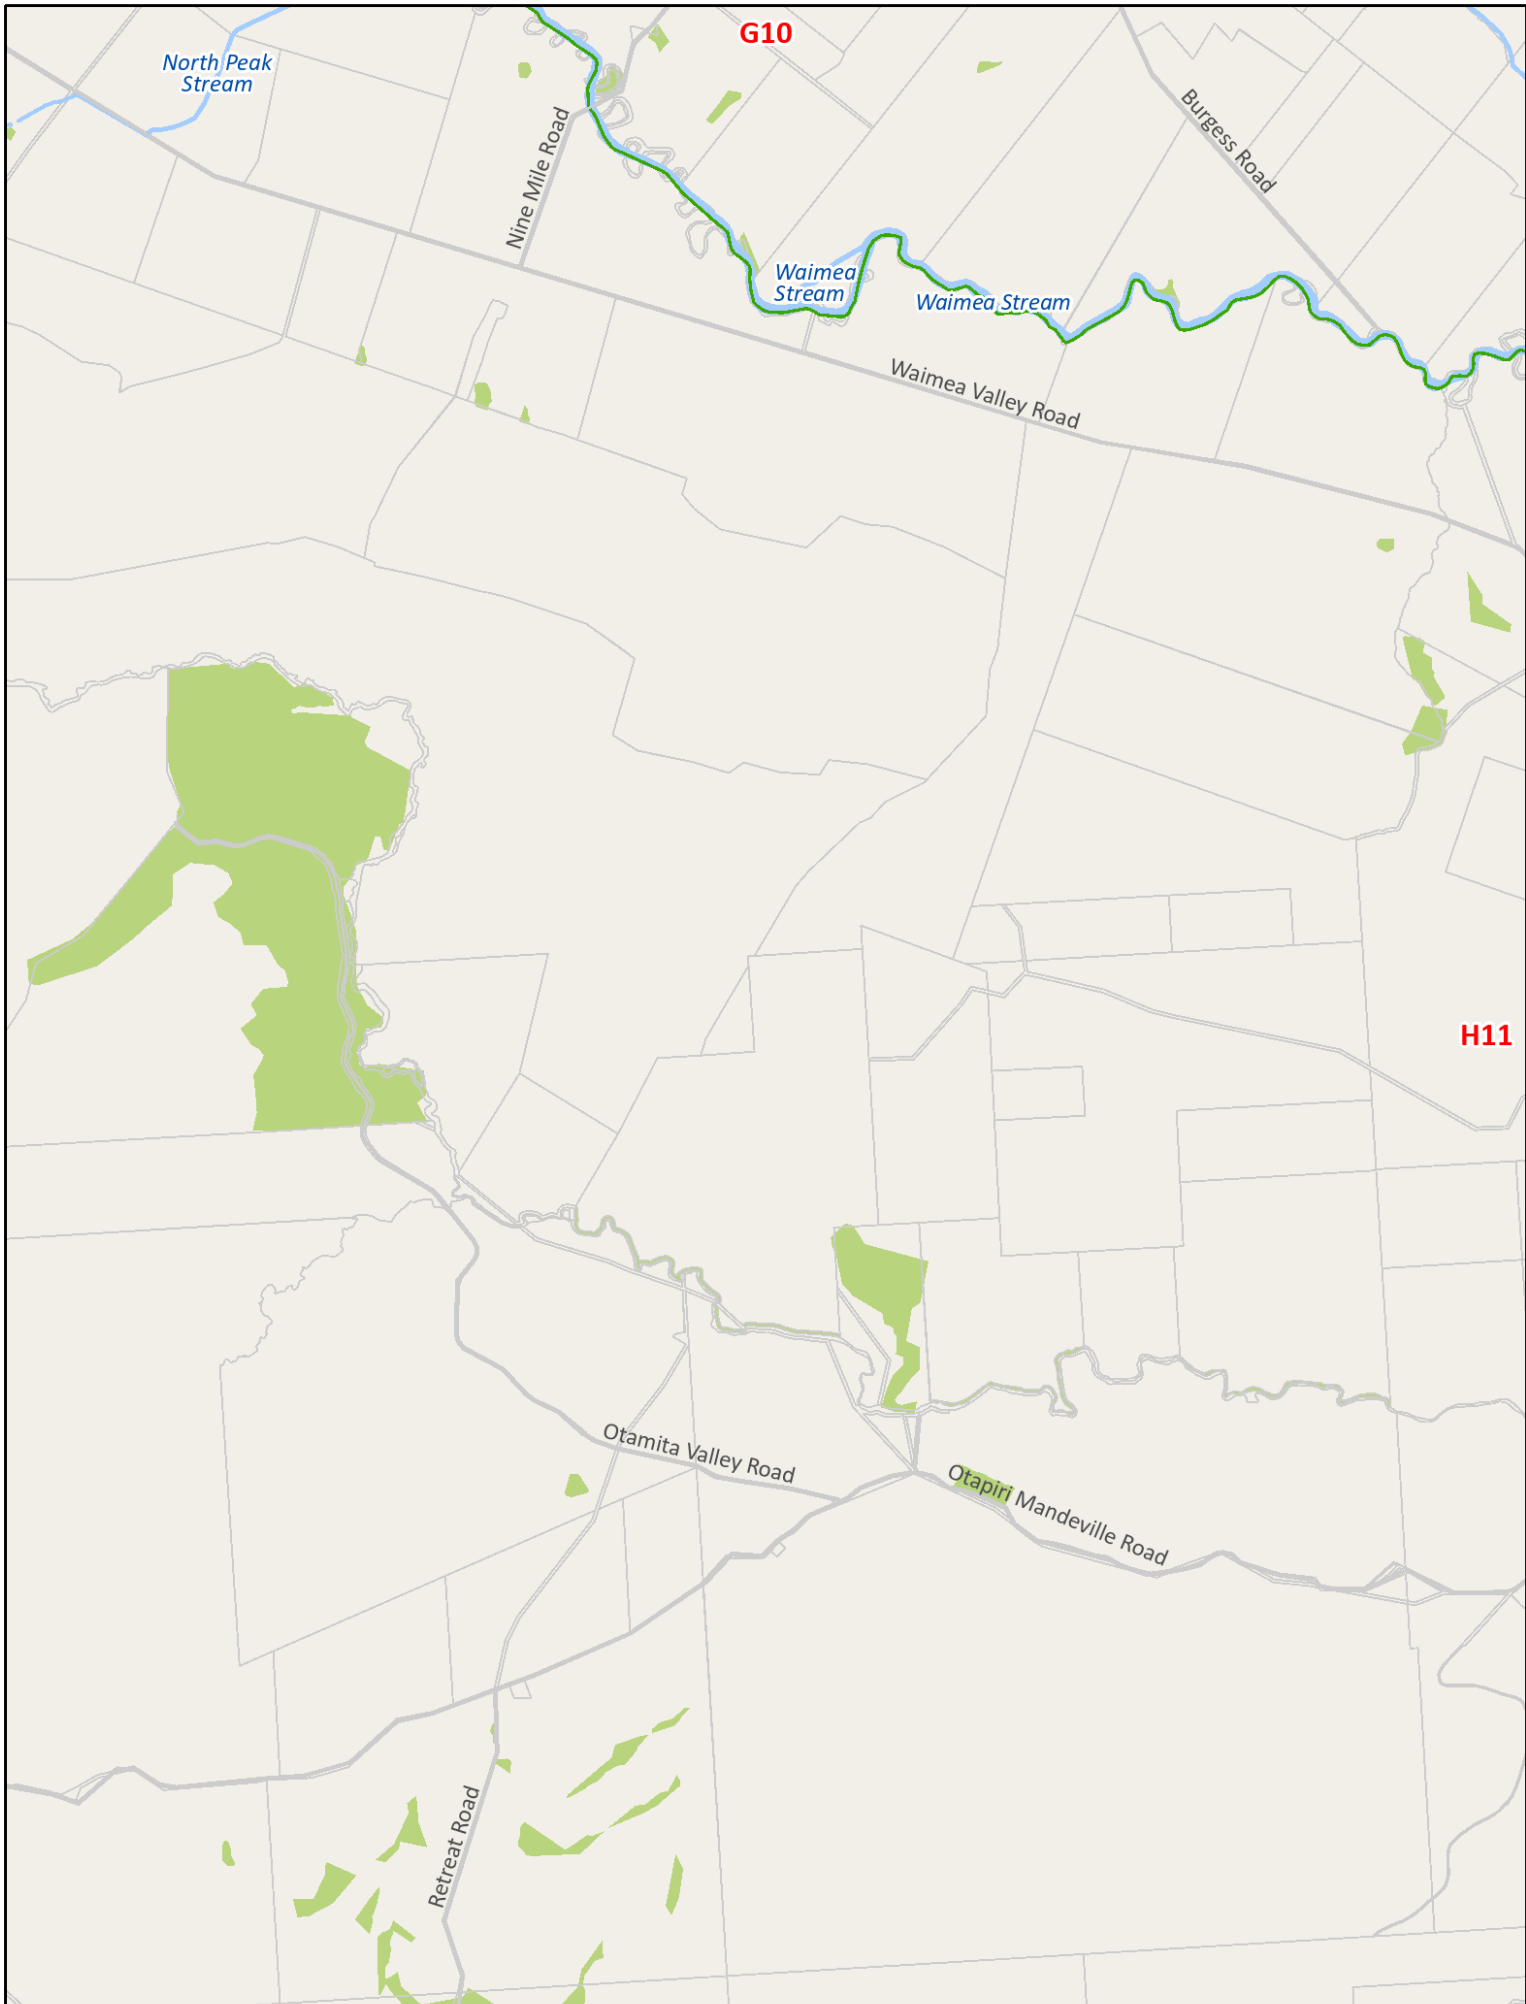 G10
North Peak
Stream
Burgess Road
Nine Mile Road
Waimea
Stream
Waimea Stream
Waimea Valley Road
H11
Otamita Valley Road
Otapiri Mandeville Road
Retreat Road